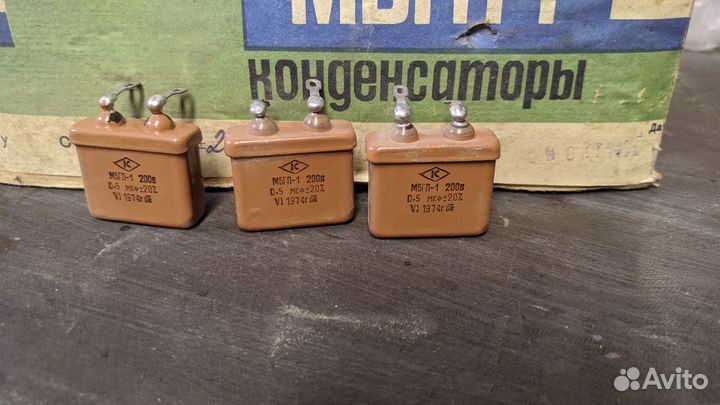 МБГП-1
конденсаторы
К
МБГП-1 200в
0,5 мкф±20%
VI 1974г
К
МБГП-1 200в
0,5 мкф±20%
VI 1974г
К
МБГП-1 200в
0,5 мкф±20%
VI 1974г
Avito